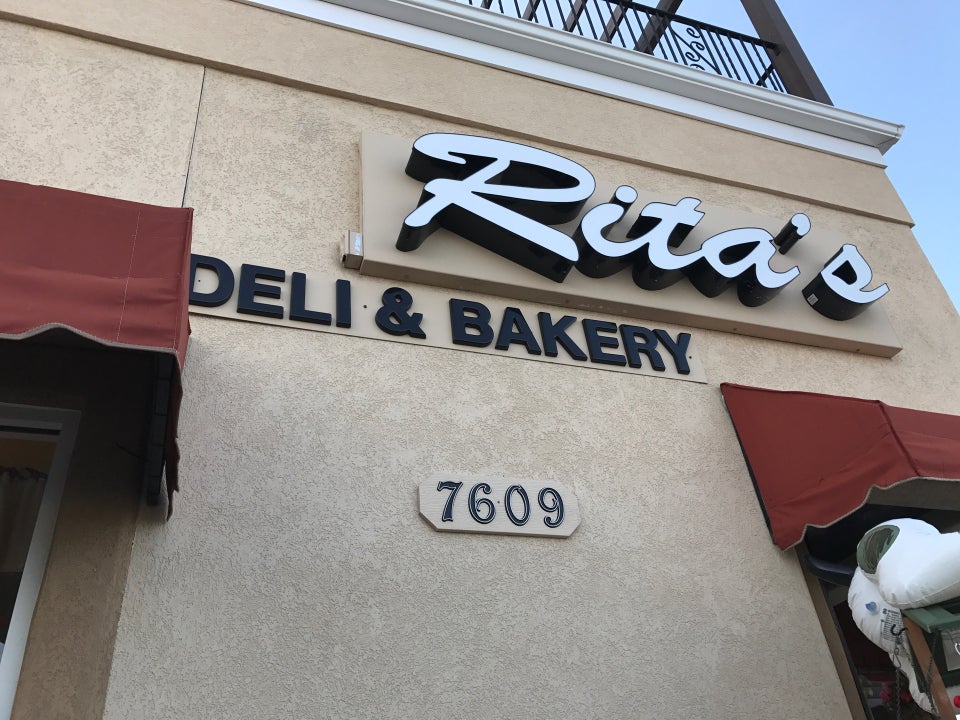 Rita's
DELI & BAKERY
7609